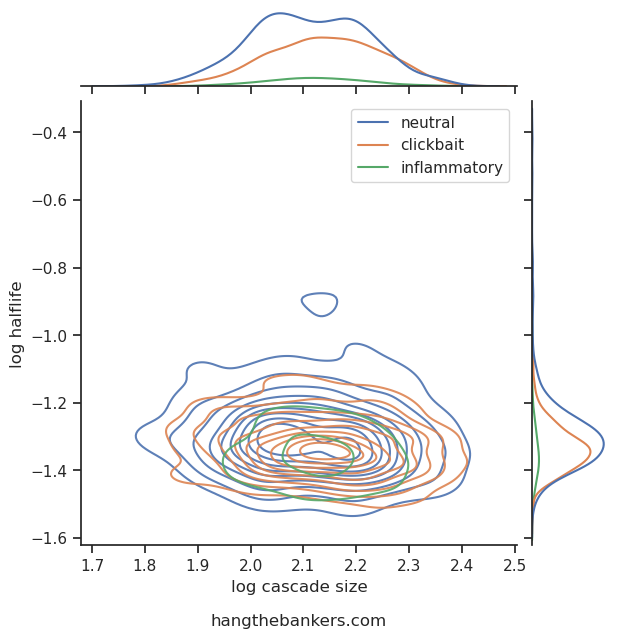 neutral
clickbait
inflammatory
−0.4
−0.6
−0.8
−1.0
−1.2
−1.4
−1.6
log halflife
1.7 1.8 1.9 2.0 2.1 2.2 2.3 2.4 2.5
log cascade size
hangthebankers.com